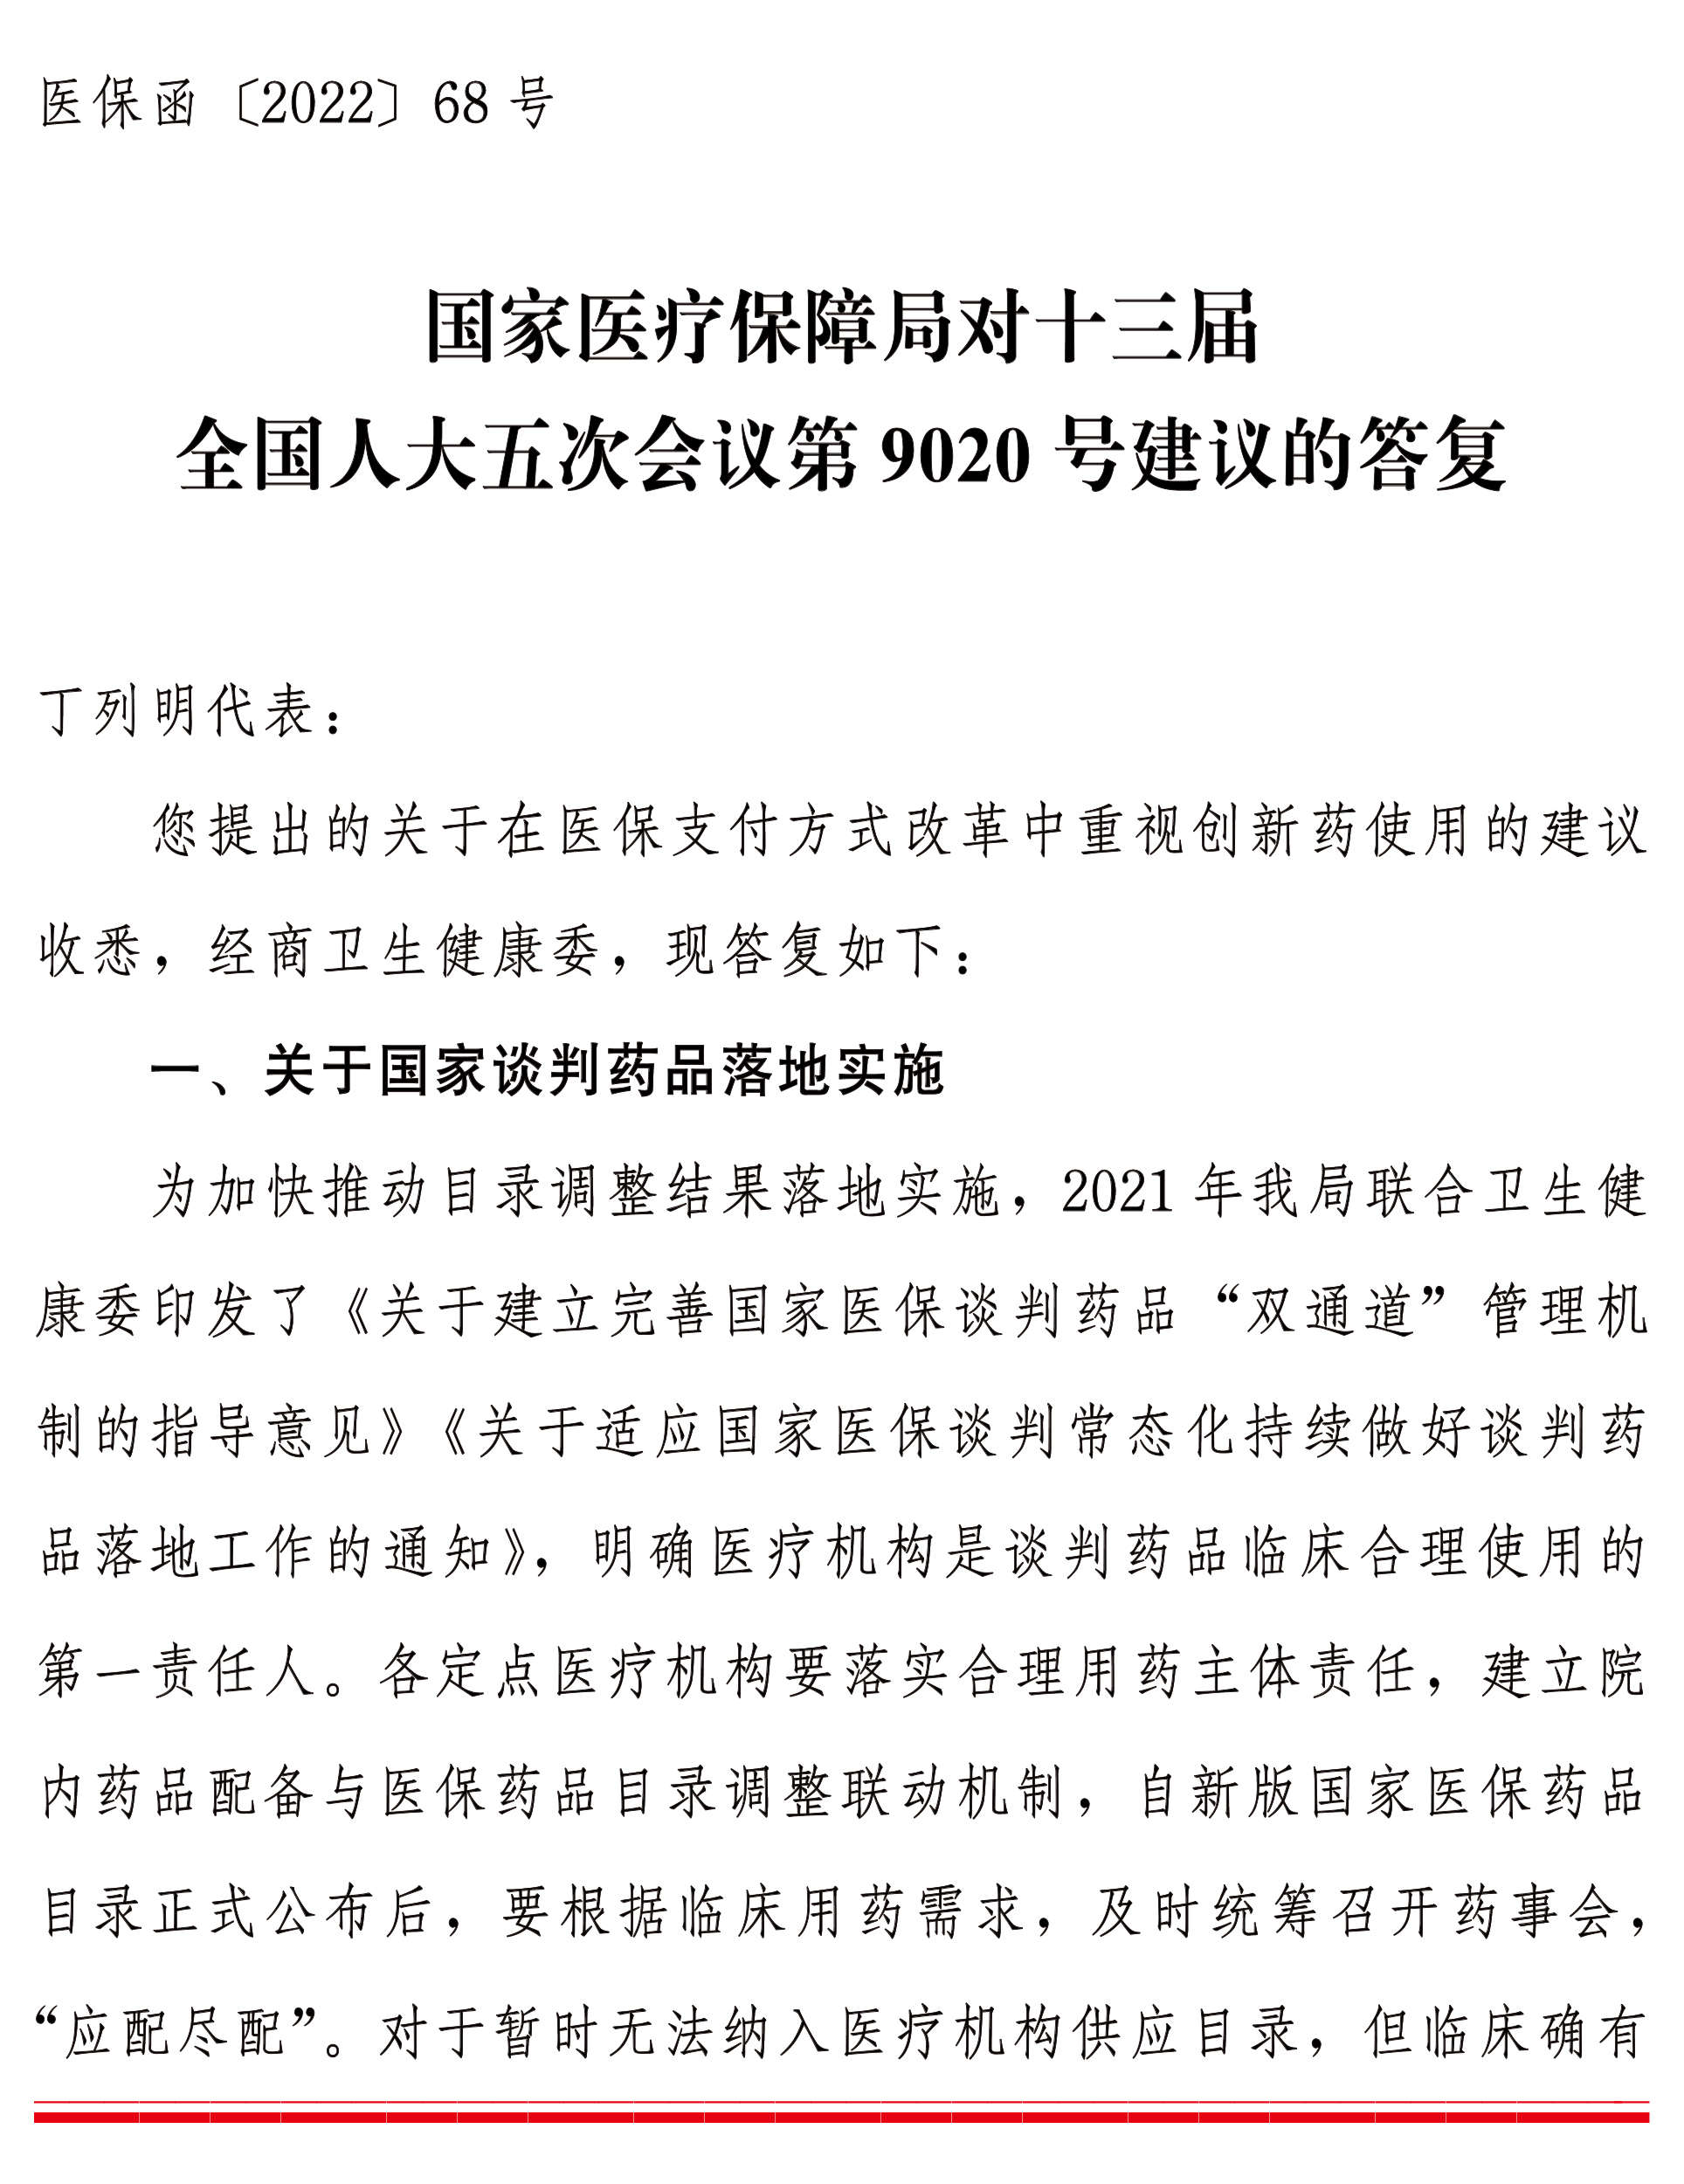 医保函〔2022〕68 号
国家医疗保障局对十三届
全国人大五次会议第 9020 号建议的答复
丁列明代表：
您提出的关于在医保支付方式改革中重视创新药使用的建议
收悉，经商卫生健康委，现答复如下：
一、关于国家谈判药品落地实施
为加快推动目录调整结果落地实施，2021 年我局联合卫生健
康委印发了《关于建立完善国家医保谈判药品“双通道”管理机
制的指导意见》《关于适应国家医保谈判常态化持续做好谈判药
品落地工作的通知》，明确医疗机构是谈判药品临床合理使用的
第一责任人。各定点医疗机构要落实合理用药主体责任，建立院
内药品配备与医保药品目录调整联动机制，自新版国家医保药品
目录正式公布后，要根据临床用药需求，及时统筹召开药事会，
“应配尽配”。对于暂时无法纳入医疗机构供应目录，但临床确有